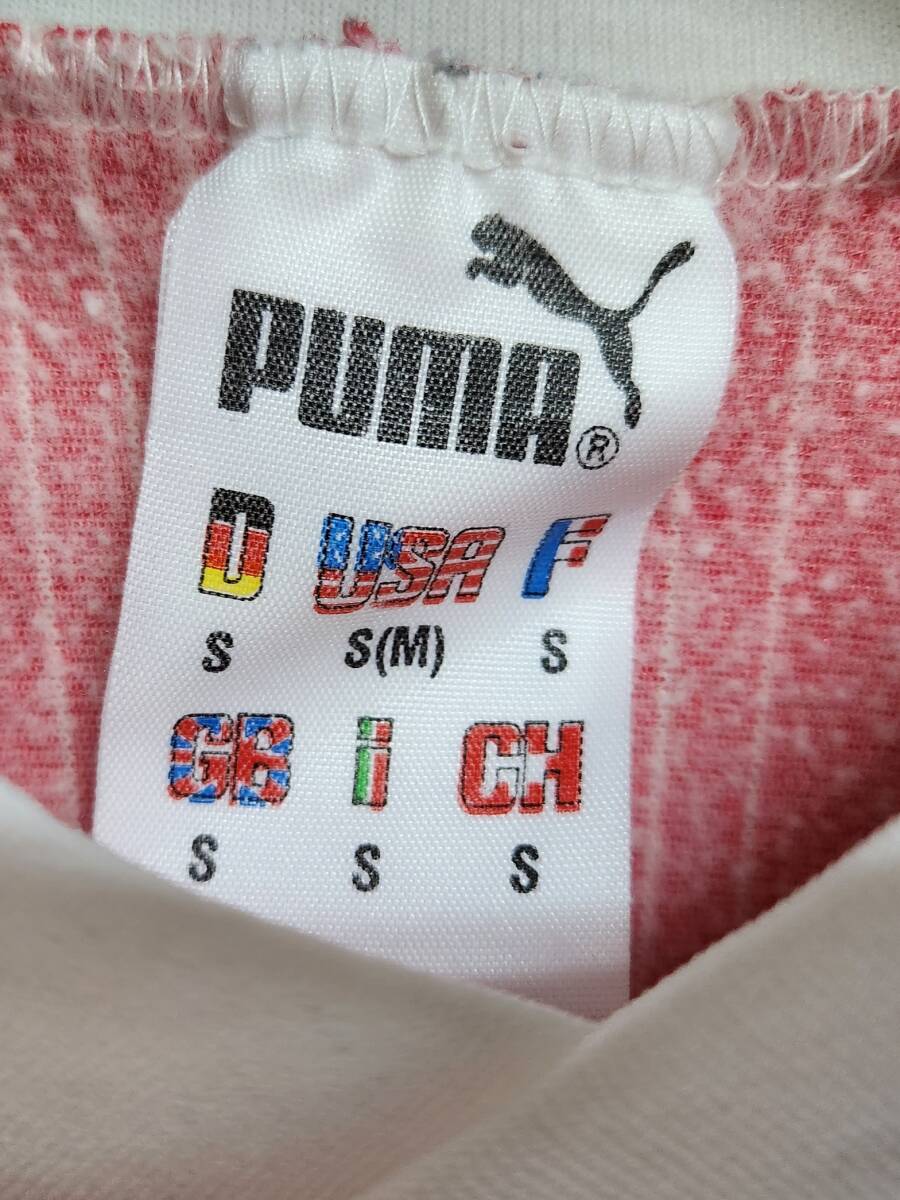 PUMA®
D USA F
S S(M) S
GB I CH
S S S